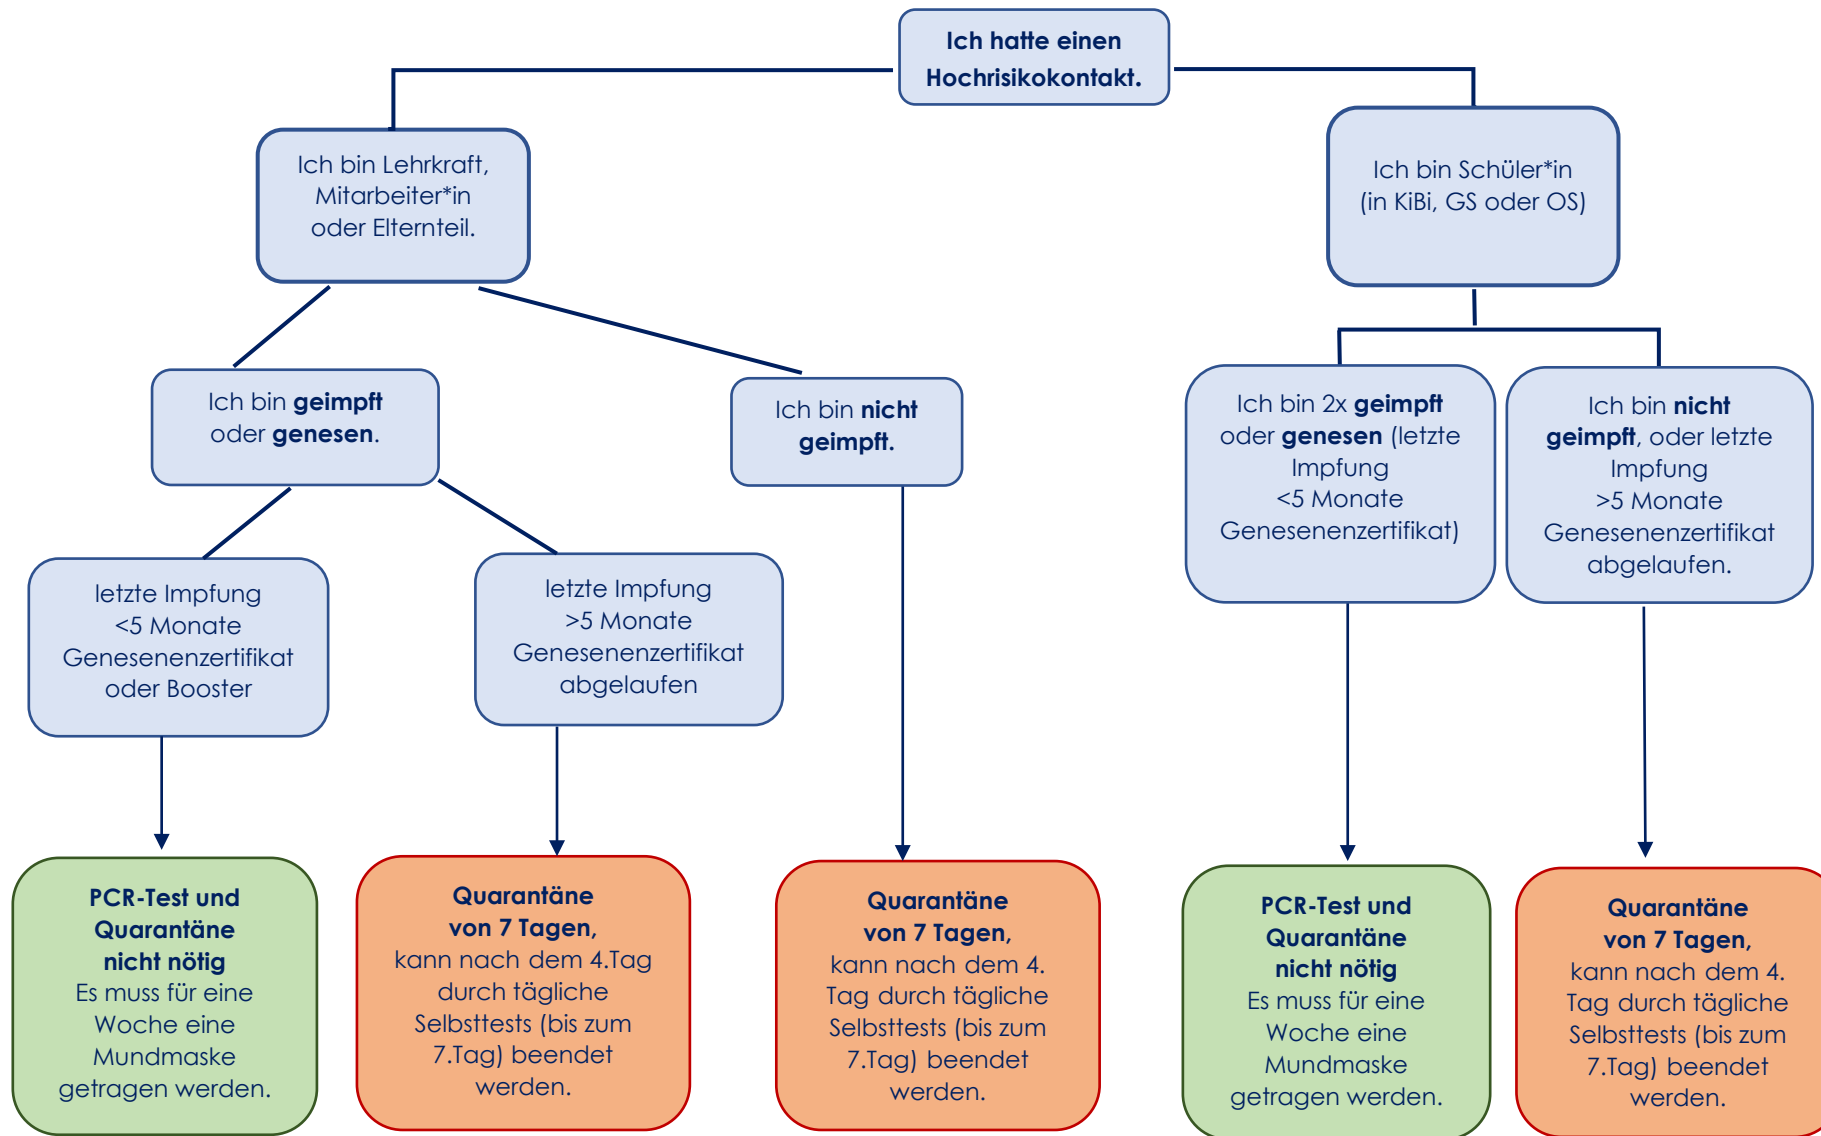 Ich hatte einen
Hochrisikokontakt.
Ich bin Lehrkraft,
Mitarbeiter*in
oder Elternteil.
Ich bin Schüler*in
(in KiBi, GS oder OS)
Ich bin geimpft
oder genesen.
Ich bin nicht
geimpft.
Ich bin 2x geimpft
oder genesen (letzte
Impfung
<5 Monate
Genesenenzertifikat)
Ich bin nicht
geimpft, oder letzte
Impfung
>5 Monate
Genesenenzertifikat
abgelaufen.
letzte Impfung
<5 Monate
Genesenenzertifikat
oder Booster
letzte Impfung
>5 Monate
Genesenenzertifikat
abgelaufen
PCR-Test und
Quarantäne
nicht nötig
Es muss für eine
Woche eine
Mundmaske
getragen werden.
Quarantäne
von 7 Tagen,
kann nach dem 4.Tag
durch tägliche
Selbsttests (bis zum
7.Tag) beendet
werden.
Quarantäne
von 7 Tagen,
kann nach dem 4.
Tag durch tägliche
Selbsttests (bis zum
7.Tag) beendet
werden.
PCR-Test und
Quarantäne
nicht nötig
Es muss für eine
Woche eine
Mundmaske
getragen werden.
Quarantäne
von 7 Tagen,
kann nach dem 4.
Tag durch tägliche
Selbsttests (bis zum
7.Tag) beendet
werden.